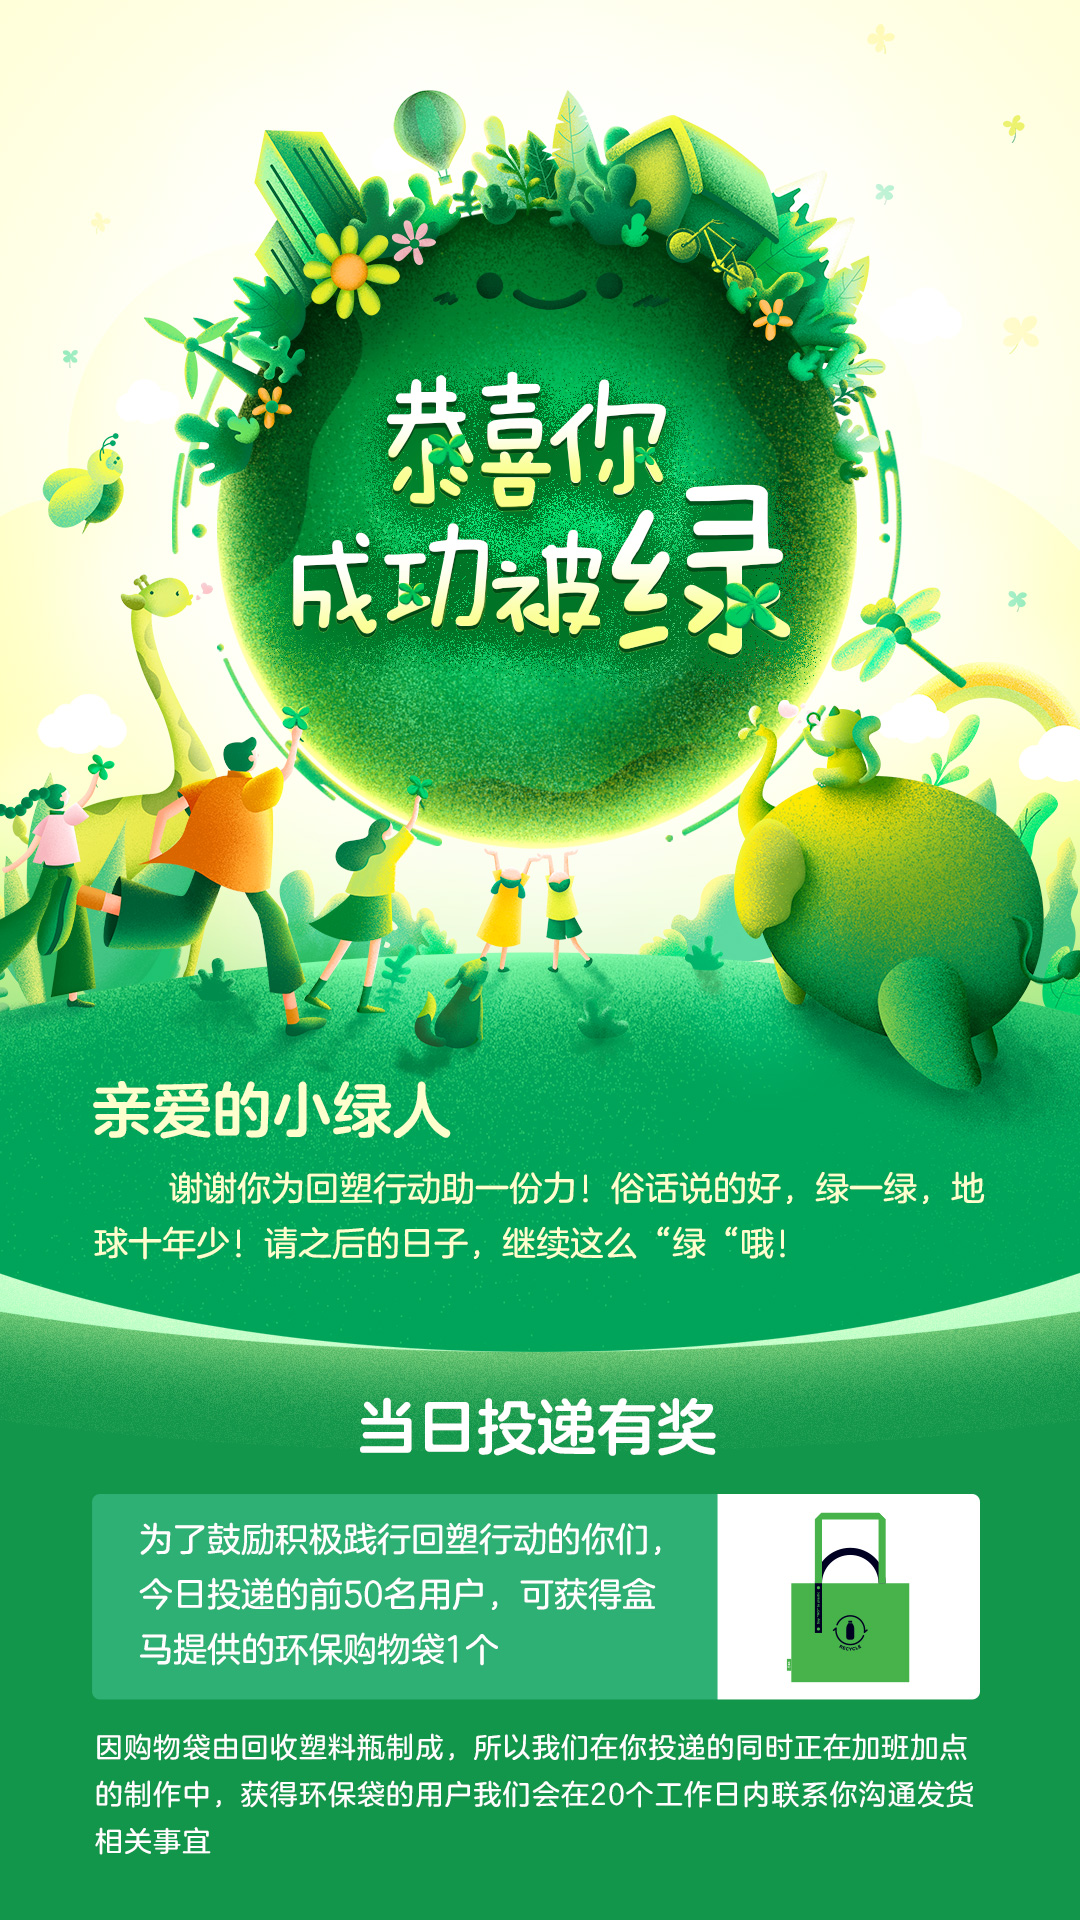 恭喜你
成功被绿
亲爱的小绿人
谢谢你为回塑行动助一份力！俗话说的好，绿一绿，地
球十年少！请之后的日子，继续这么“绿“哦！
当日投递有奖
为了鼓励积极践行回塑行动的你们，
今日投递的前50名用户，可获得盒
马提供的环保购物袋1个
RECYCLE
因购物袋由回收塑料瓶制成，所以我们在你投递的同时正在加班加点
的制作中，获得环保袋的用户我们会在20个工作日内联系你沟通发货
相关事宜